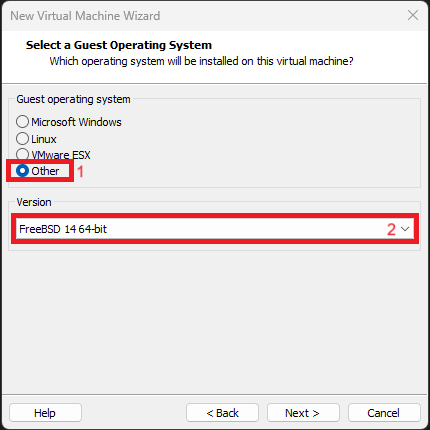 New Virtual Machine Wizard
Select a Guest Operating System
Which operating system will be installed on this virtual machine?
Guest operating system
Microsoft Windows
Linux
VMware ESX
Other 1
Version
FreeBSD 14 64-bit 2
Help < Back Next > Cancel